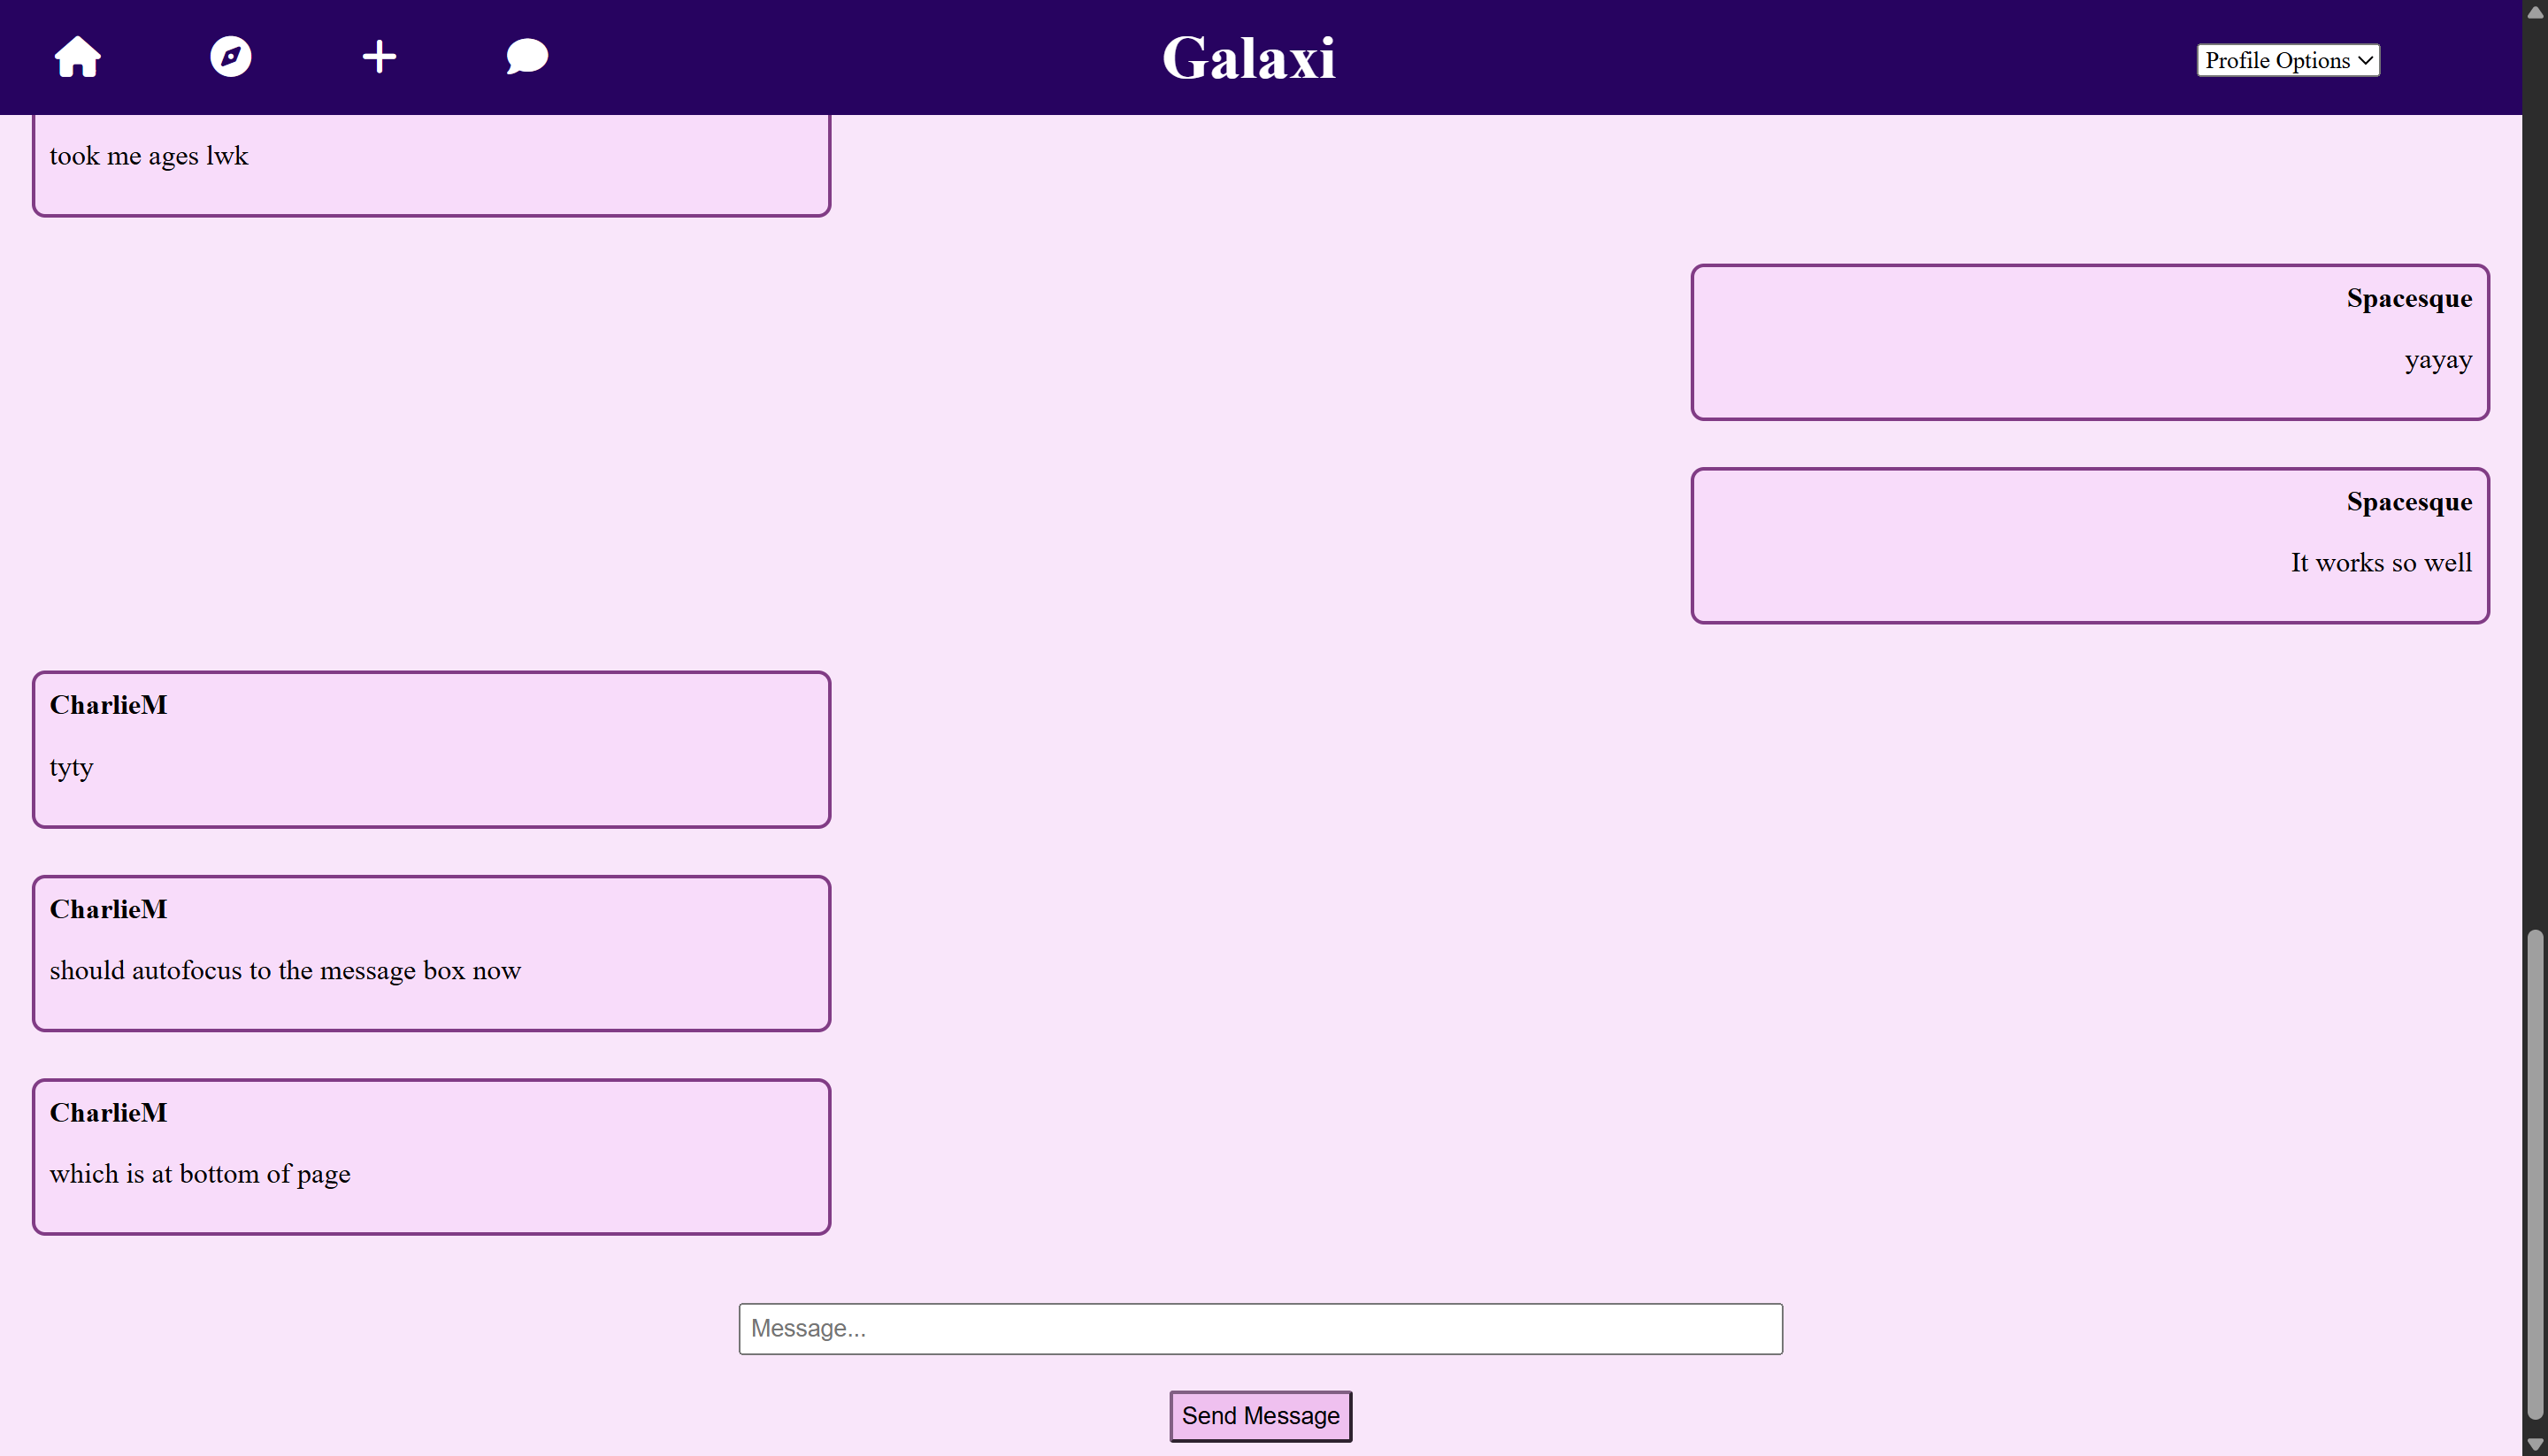 Galaxi
Profile Options
took me ages lwk
Spacesque
yayay
Spacesque
It works so well
CharlieM
tyty
CharlieM
should autofocus to the message box now
CharlieM
which is at bottom of page
Message...
Send Message